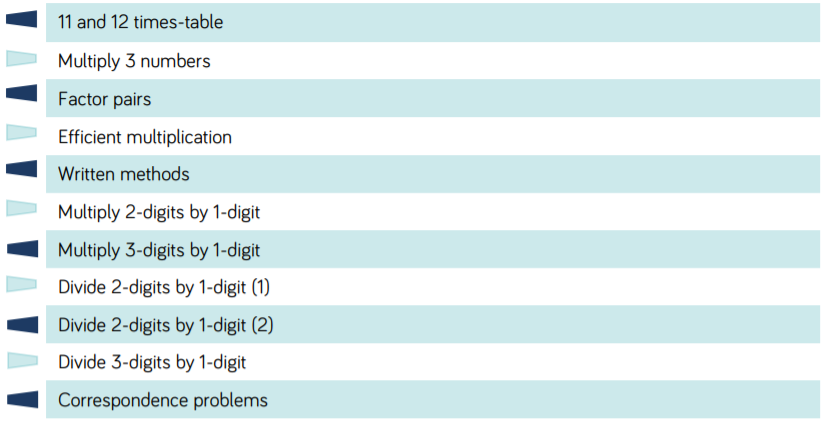 11 and 12 times-table
Multiply 3 numbers
Factor pairs
Efficient multiplication
Written methods
Multiply 2-digits by 1-digit
Multiply 3-digits by 1-digit
Divide 2-digits by 1-digit (1)
Divide 2-digits by 1-digit (2)
Divide 3-digits by 1-digit
Correspondence problems